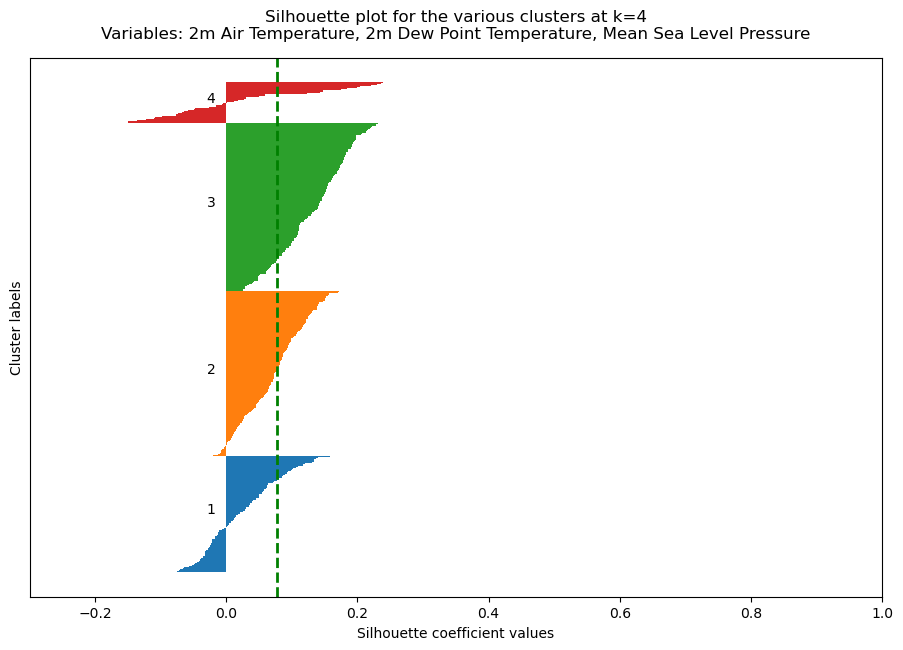 Silhouette plot for the various clusters at k=4
Variables: 2m Air Temperature, 2m Dew Point Temperature, Mean Sea Level Pressure
4
3
2
1
Cluster labels
−0.2 0.0 0.2 0.4 0.6 0.8 1.0
Silhouette coefficient values